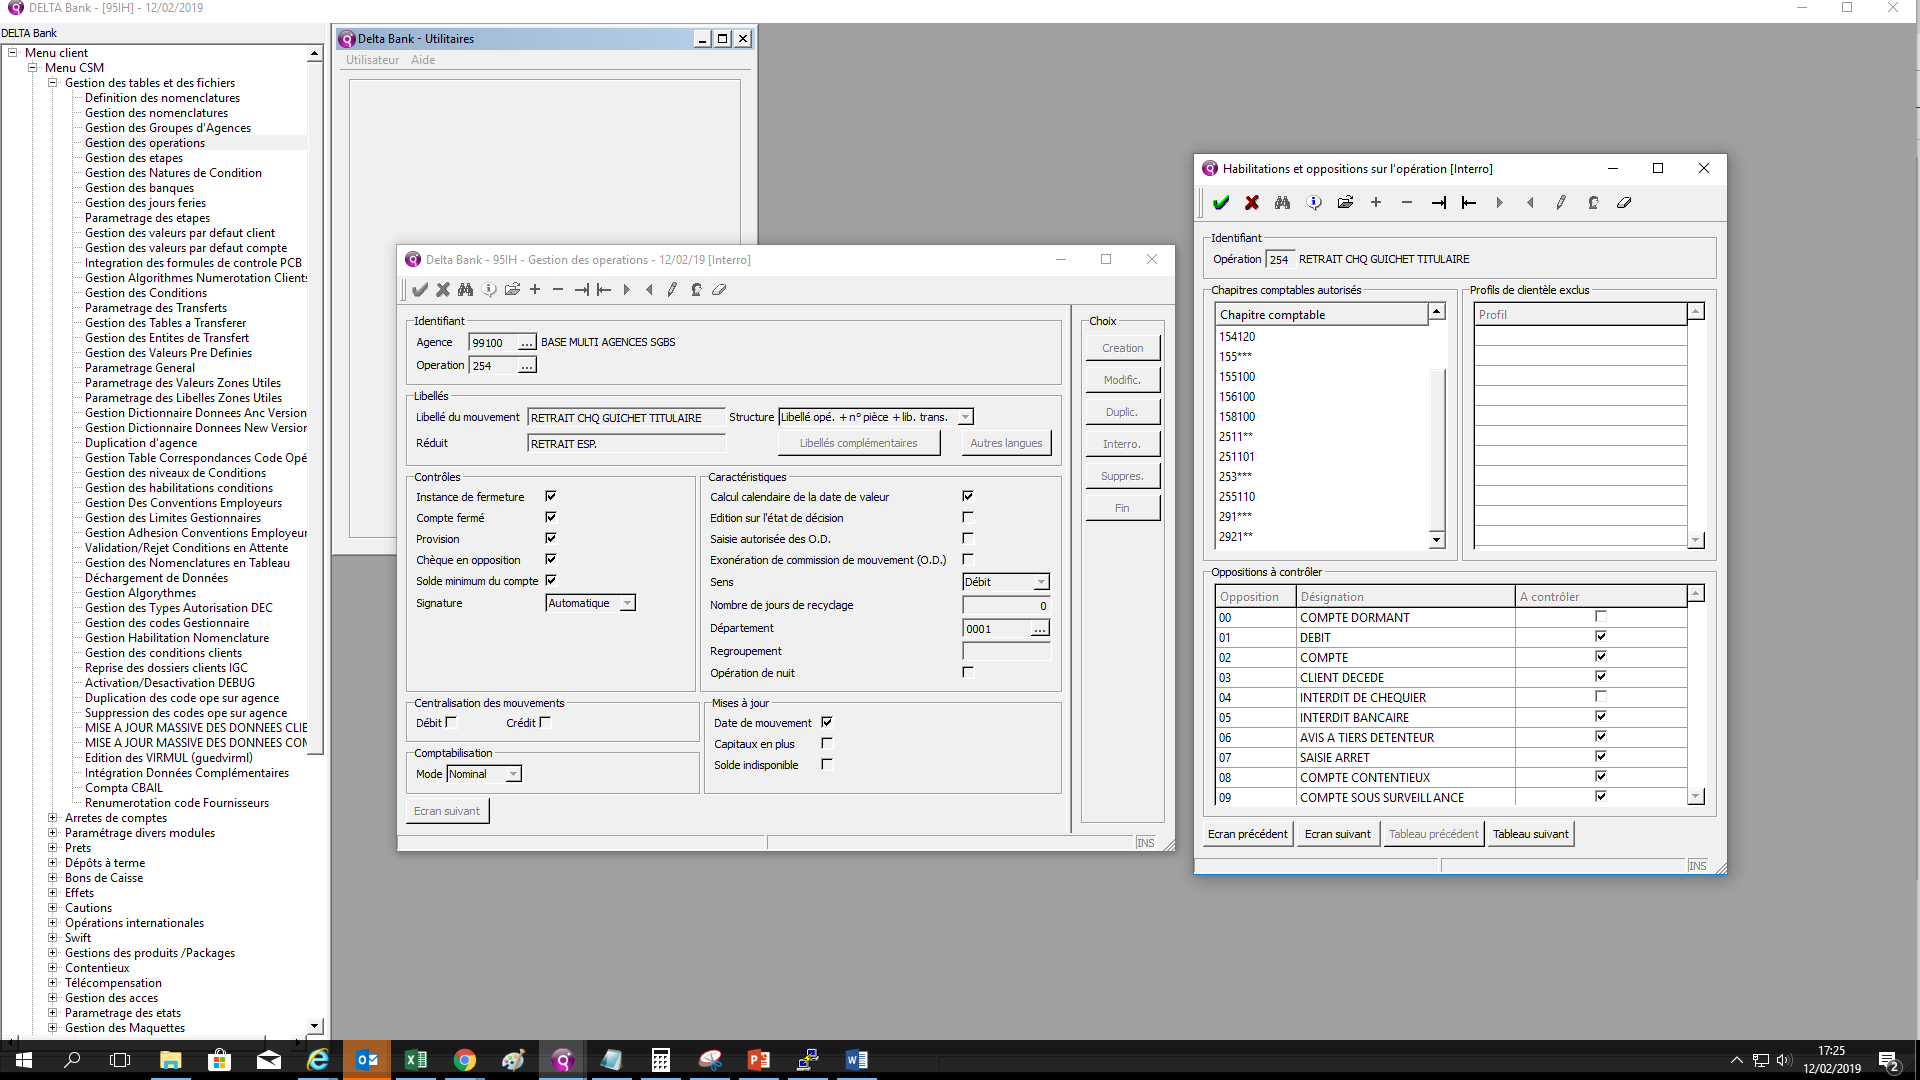 DELTA Bank - [95IH] - 12/02/2019
DELTA Bank
Menu client
Menu CSM
Gestion des tables et des fichiers
Definition des nomenclatures
Gestion des nomenclatures
Gestion des Groupes d'Agences
Gestion des operations
Gestion des etapes
Gestion des Natures de Condition
Gestion des banques
Gestion des jours feries
Parametrage des etapes
Gestion des valeurs par defaut client
Gestion des valeurs par defaut compte
Integration des formules de controle PCB
Gestion Algorithmes Numerotation Clients
Gestion des Conditions
Parametrage des Transferts
Gestion des Tables a Transferer
Gestion des Entites de Transfert
Gestion des Valeurs Pre Definies
Parametrage General
Parametrage des Valeurs Zones Utiles
Parametrage des Libelles Zones Utiles
Gestion Dictionnaire Donnees Anc Version
Gestion Dictionnaire Donnees New Version
Duplication d'agence
Gestion Table Correspondances Code Opé
Gestion des niveaux de Conditions
Gestion des habilitations conditions
Gestion Des Conventions Employeurs
Gestion des Limites Gestionnaires
Gestion Adhesion Conventions Employeur
Validation/Rejet Conditions en Attente
Gestion des Nomenclatures en Tableau
Déchargement de Données
Gestion Algorythmes
Gestion des Types Autorisation DEC
Gestion des codes Gestionnaire
Gestion Habilitation Nomenclature
Gestion des conditions clients
Reprise des dossiers clients IGC
Activation/Desactivation DEBUG
Duplication des code ope sur agence
Suppression des codes ope sur agence
MISE A JOUR MASSIVE DES DONNEES CLIE
MISE A JOUR MASSIVE DES DONNEES COM
Edition des VIRMUL (guedvirml)
Intégration Données Complémentaires
Compta CBAIL
Renumerotation code Fournisseurs
Arretes de comptes
Paramétrage divers modules
Prets
Dépôts à terme
Bons de Caisse
Effets
Cautions
Opérations internationales
Swift
Gestions des produits /Packages
Contentieux
Télécompensation
Gestion des acces
Parametrage des etats
Gestion des Maquettes
Delta Bank - Utilitaires
Utilisateur Aide
Delta Bank - 95IH - Gestion des operations - 12/02/19 [Interro]
Identifiant
Agence 99100 ... BASE MULTI AGENCES SGBS
Operation 254 ...
Libellés
Libellé du mouvement RETRAIT CHQ GUICHET TITULAIRE Structure Libellé opé. + n° pièce + lib. trans.
Réduit RETRAIT ESP. Libellés complémentaires Autres langues
Contrôles
Instance de fermeture
Compte fermé
Provision
Chèque en opposition
Solde minimum du compte
Signature Automatique
Caractéristiques
Calcul calendaire de la date de valeur
Edition sur l'état de décision
Saisie autorisée des O.D.
Exonération de commission de mouvement (O.D.)
Sens Débit
Nombre de jours de recyclage 0
Département 0001 ...
Regroupement
Opération de nuit
Centralisation des mouvements
Débit Crédit
Comptabilisation
Mode Nominal
Mises à jour
Date de mouvement
Capitaux en plus
Solde indisponible
Ecran suivant
Choix
Creation
Modific.
Duplic.
Interro.
Suppres.
Fin
INS
Habilitations et oppositions sur l'opération [Interro]
Identifiant
Opération 254 RETRAIT CHQ GUICHET TITULAIRE
Chapitres comptables autorisés
Chapitre comptable
154120
155***
155100
156100
158100
2511**
251101
253***
255110
291***
2921**
Profils de clientèle exclus
Profil
Oppositions à contrôler
Opposition Désignation A contrôler
00 COMPTE DORMANT
01 DEBIT
02 COMPTE
03 CLIENT DECEDE
04 INTERDIT DE CHEQUIER
05 INTERDIT BANCAIRE
06 AVIS A TIERS DETENTEUR
07 SAISIE ARRET
08 COMPTE CONTENTIEUX
09 COMPTE SOUS SURVEILLANCE
Ecran précédent Ecran suivant Tableau précédent Tableau suivant
INS
17:25
12/02/2019
2